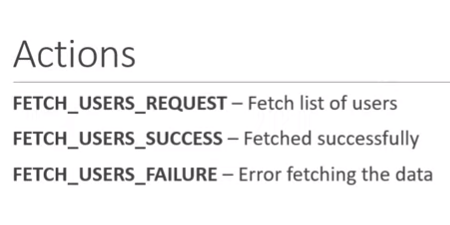 Actions
FETCH_USERS_REQUEST – Fetch list of users
FETCH_USERS_SUCCESS – Fetched successfully
FETCH_USERS_FAILURE – Error fetching the data